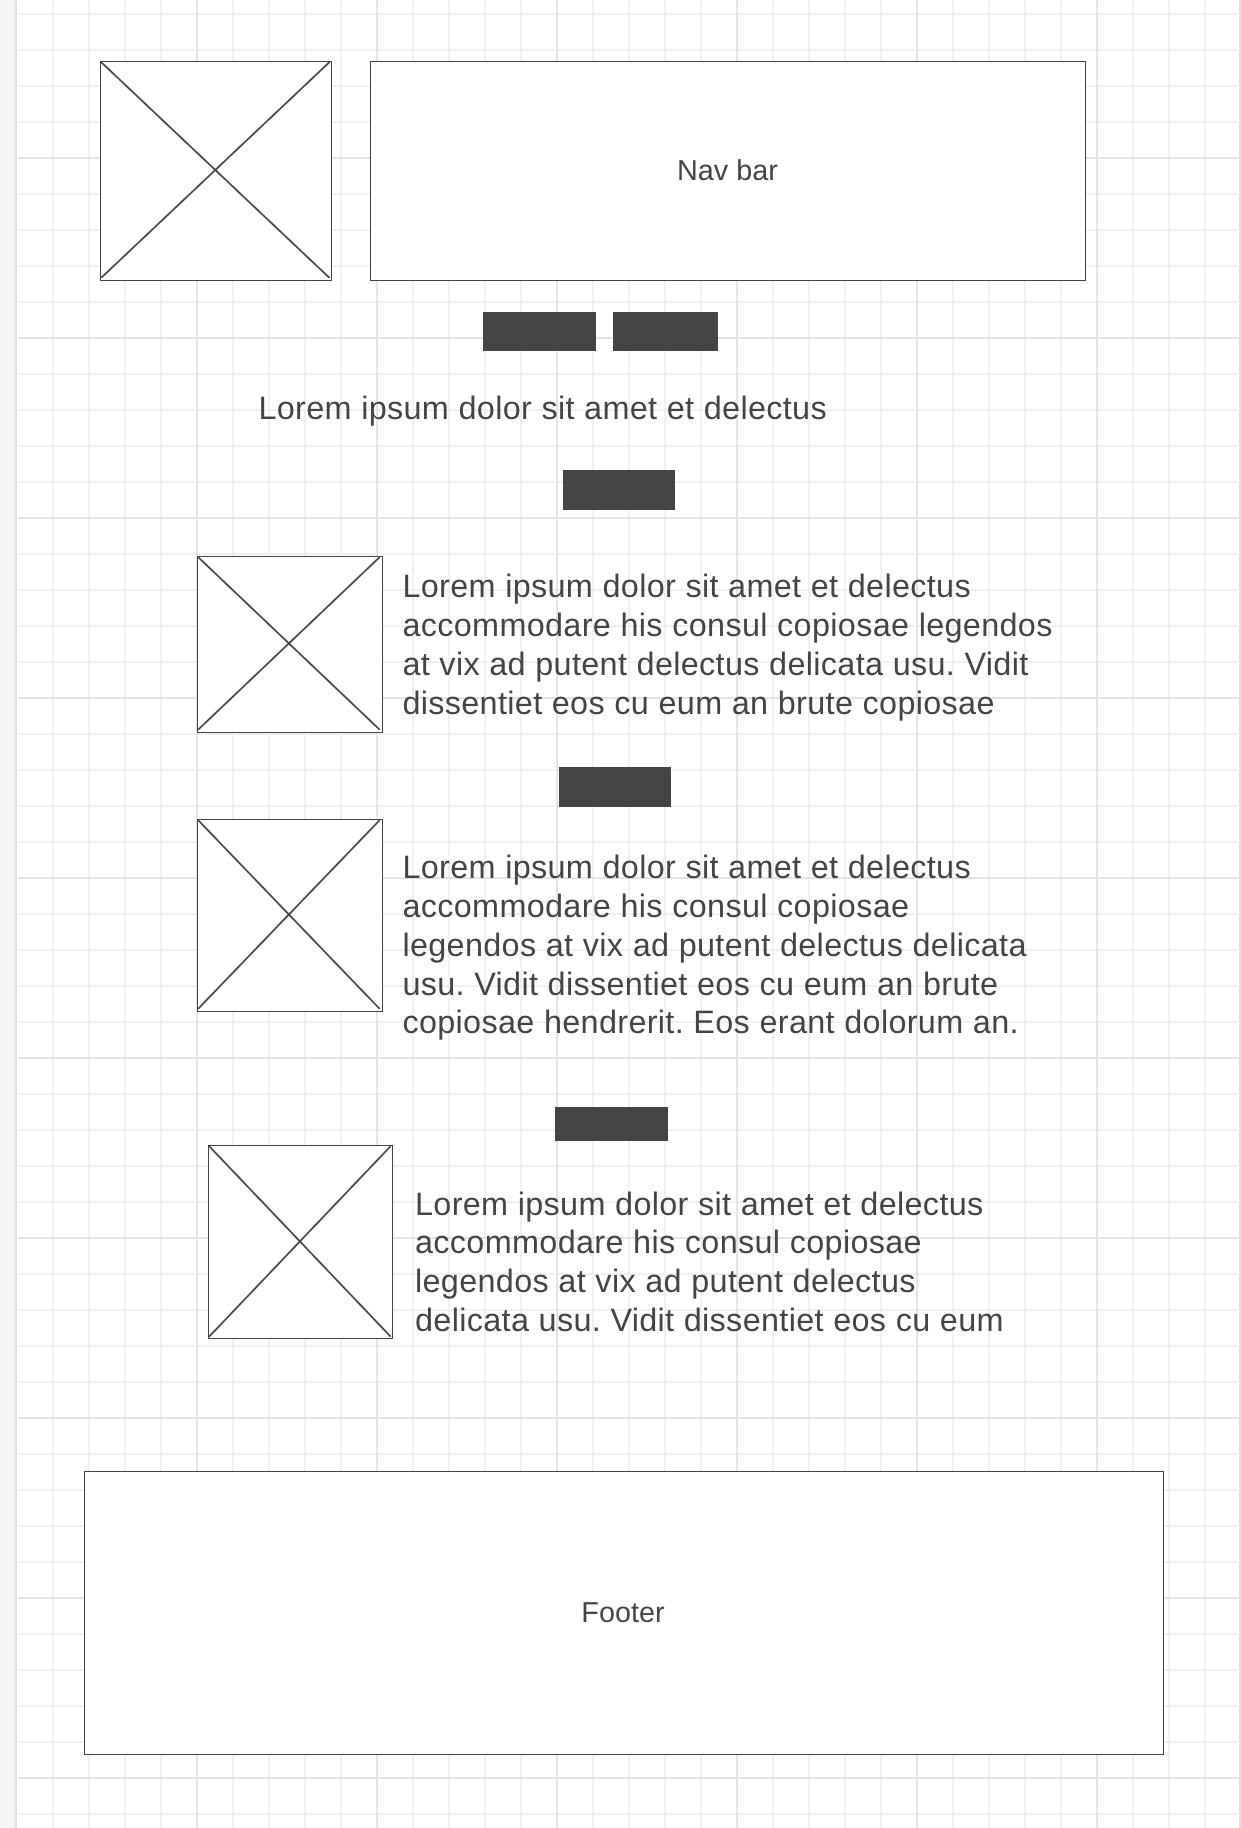 Nav bar
Lorem ipsum dolor sit amet et delectus
Lorem ipsum dolor sit amet et delectus
accommodare his consul copiosae legendos
at vix ad putent delectus delicata usu. Vidit
dissentiet eos cu eum an brute copiosae
Lorem ipsum dolor sit amet et delectus
accommodare his consul copiosae
legendos at vix ad putent delectus delicata
usu. Vidit dissentiet eos cu eum an brute
copiosae hendrerit. Eos erant dolorum an.
Lorem ipsum dolor sit amet et delectus
accommodare his consul copiosae
legendos at vix ad putent delectus
delicata usu. Vidit dissentiet eos cu eum
Footer